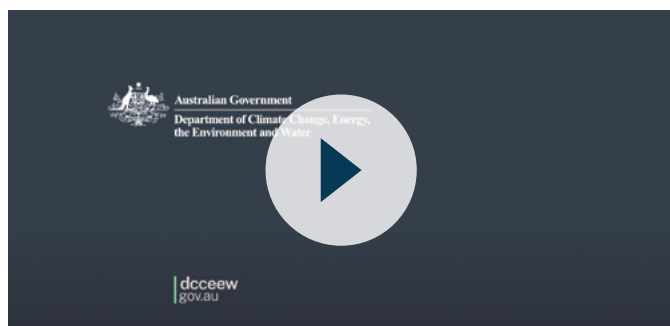 Australian Government
Department of Climate Change, Energy,
the Environment and Water
dcceew
gov.au